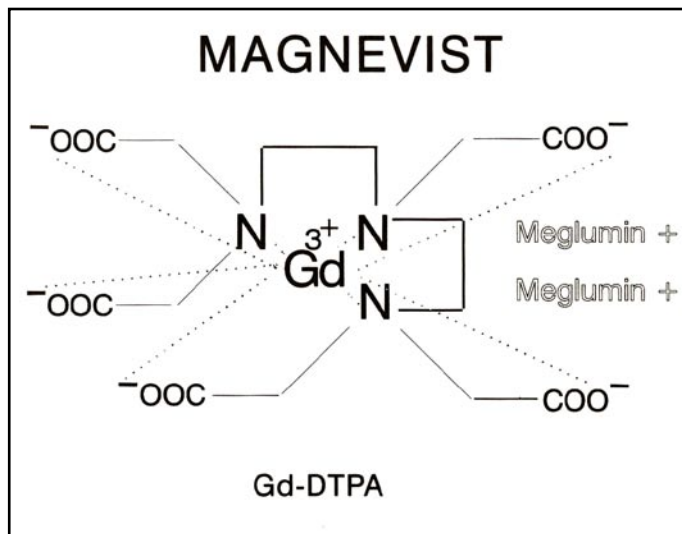 MAGNEVIST
⁻OOC COO⁻
N 3+ N Meglumin +
Gd
⁻OOC N Meglumin +
⁻OOC COO⁻
Gd-DTPA